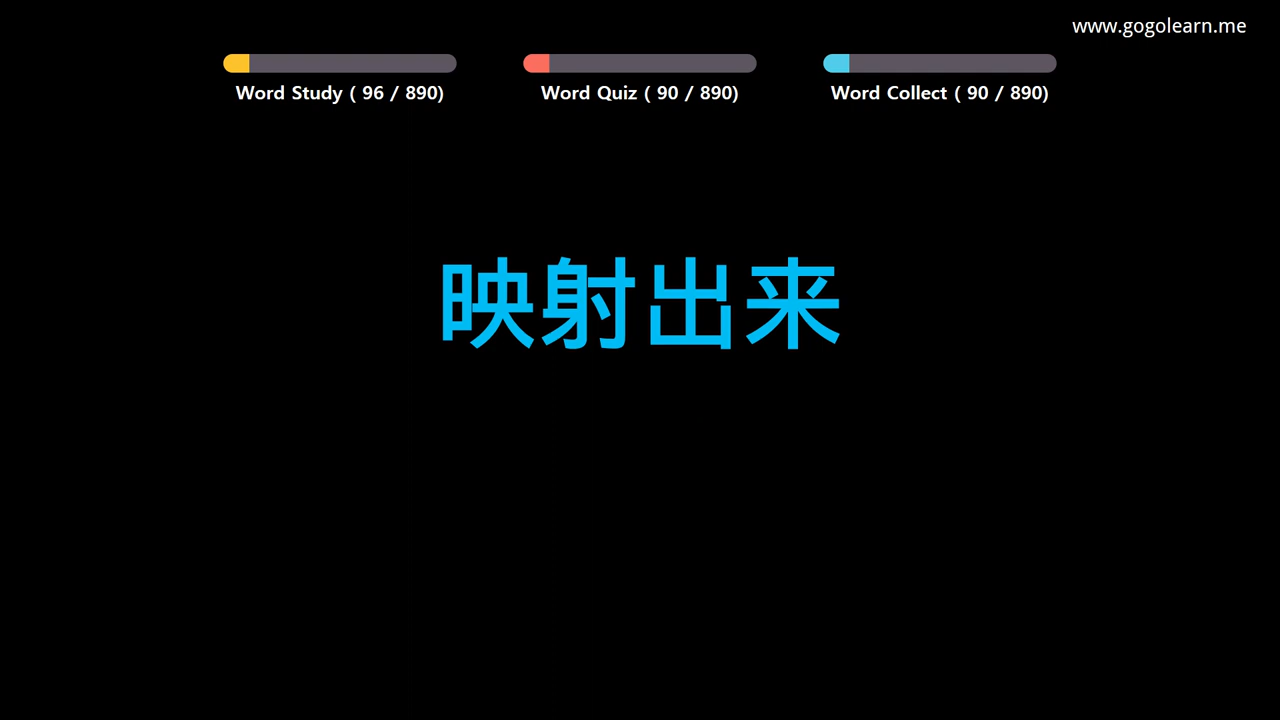 www.gogolearn.me
Word Study ( 96 / 890)
Word Quiz ( 90 / 890)
Word Collect ( 90 / 890)
映射出来